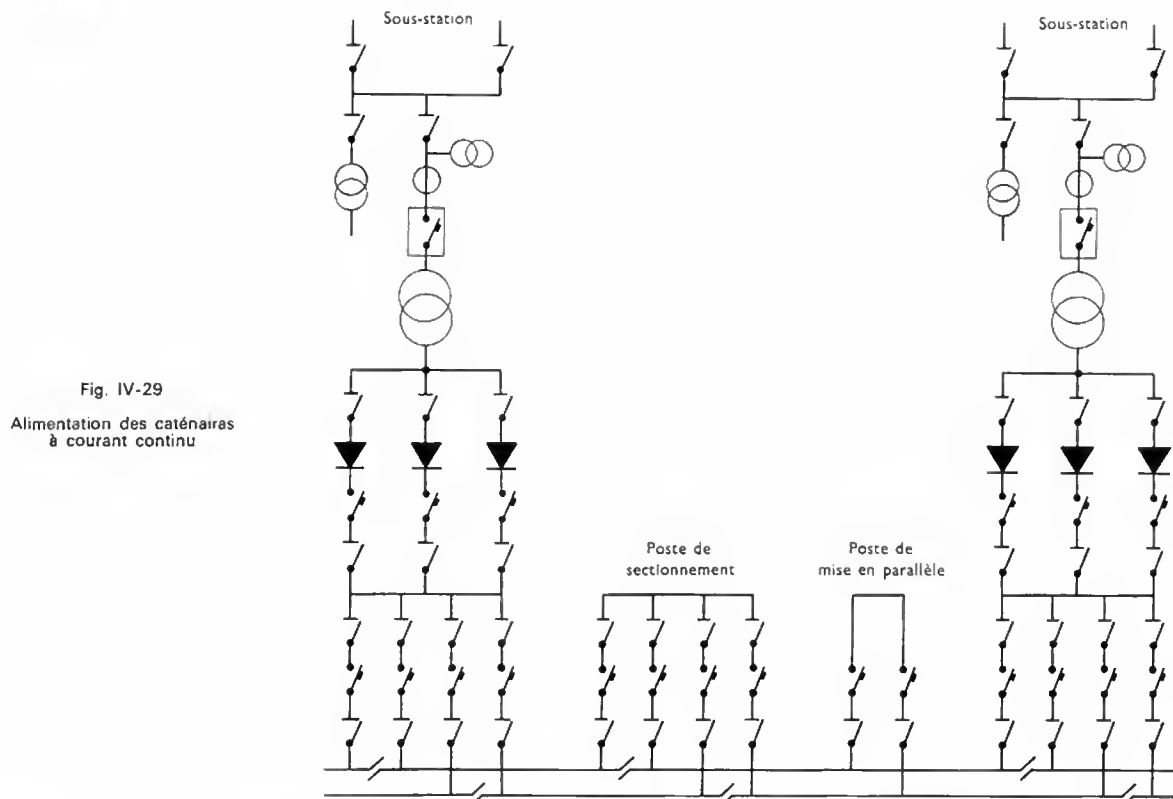 Sous-station
Sous-station
Fig. IV-29
Alimentation des caténairas
à courant continu
Poste de
sectionnement
Poste de
mise en parallèle